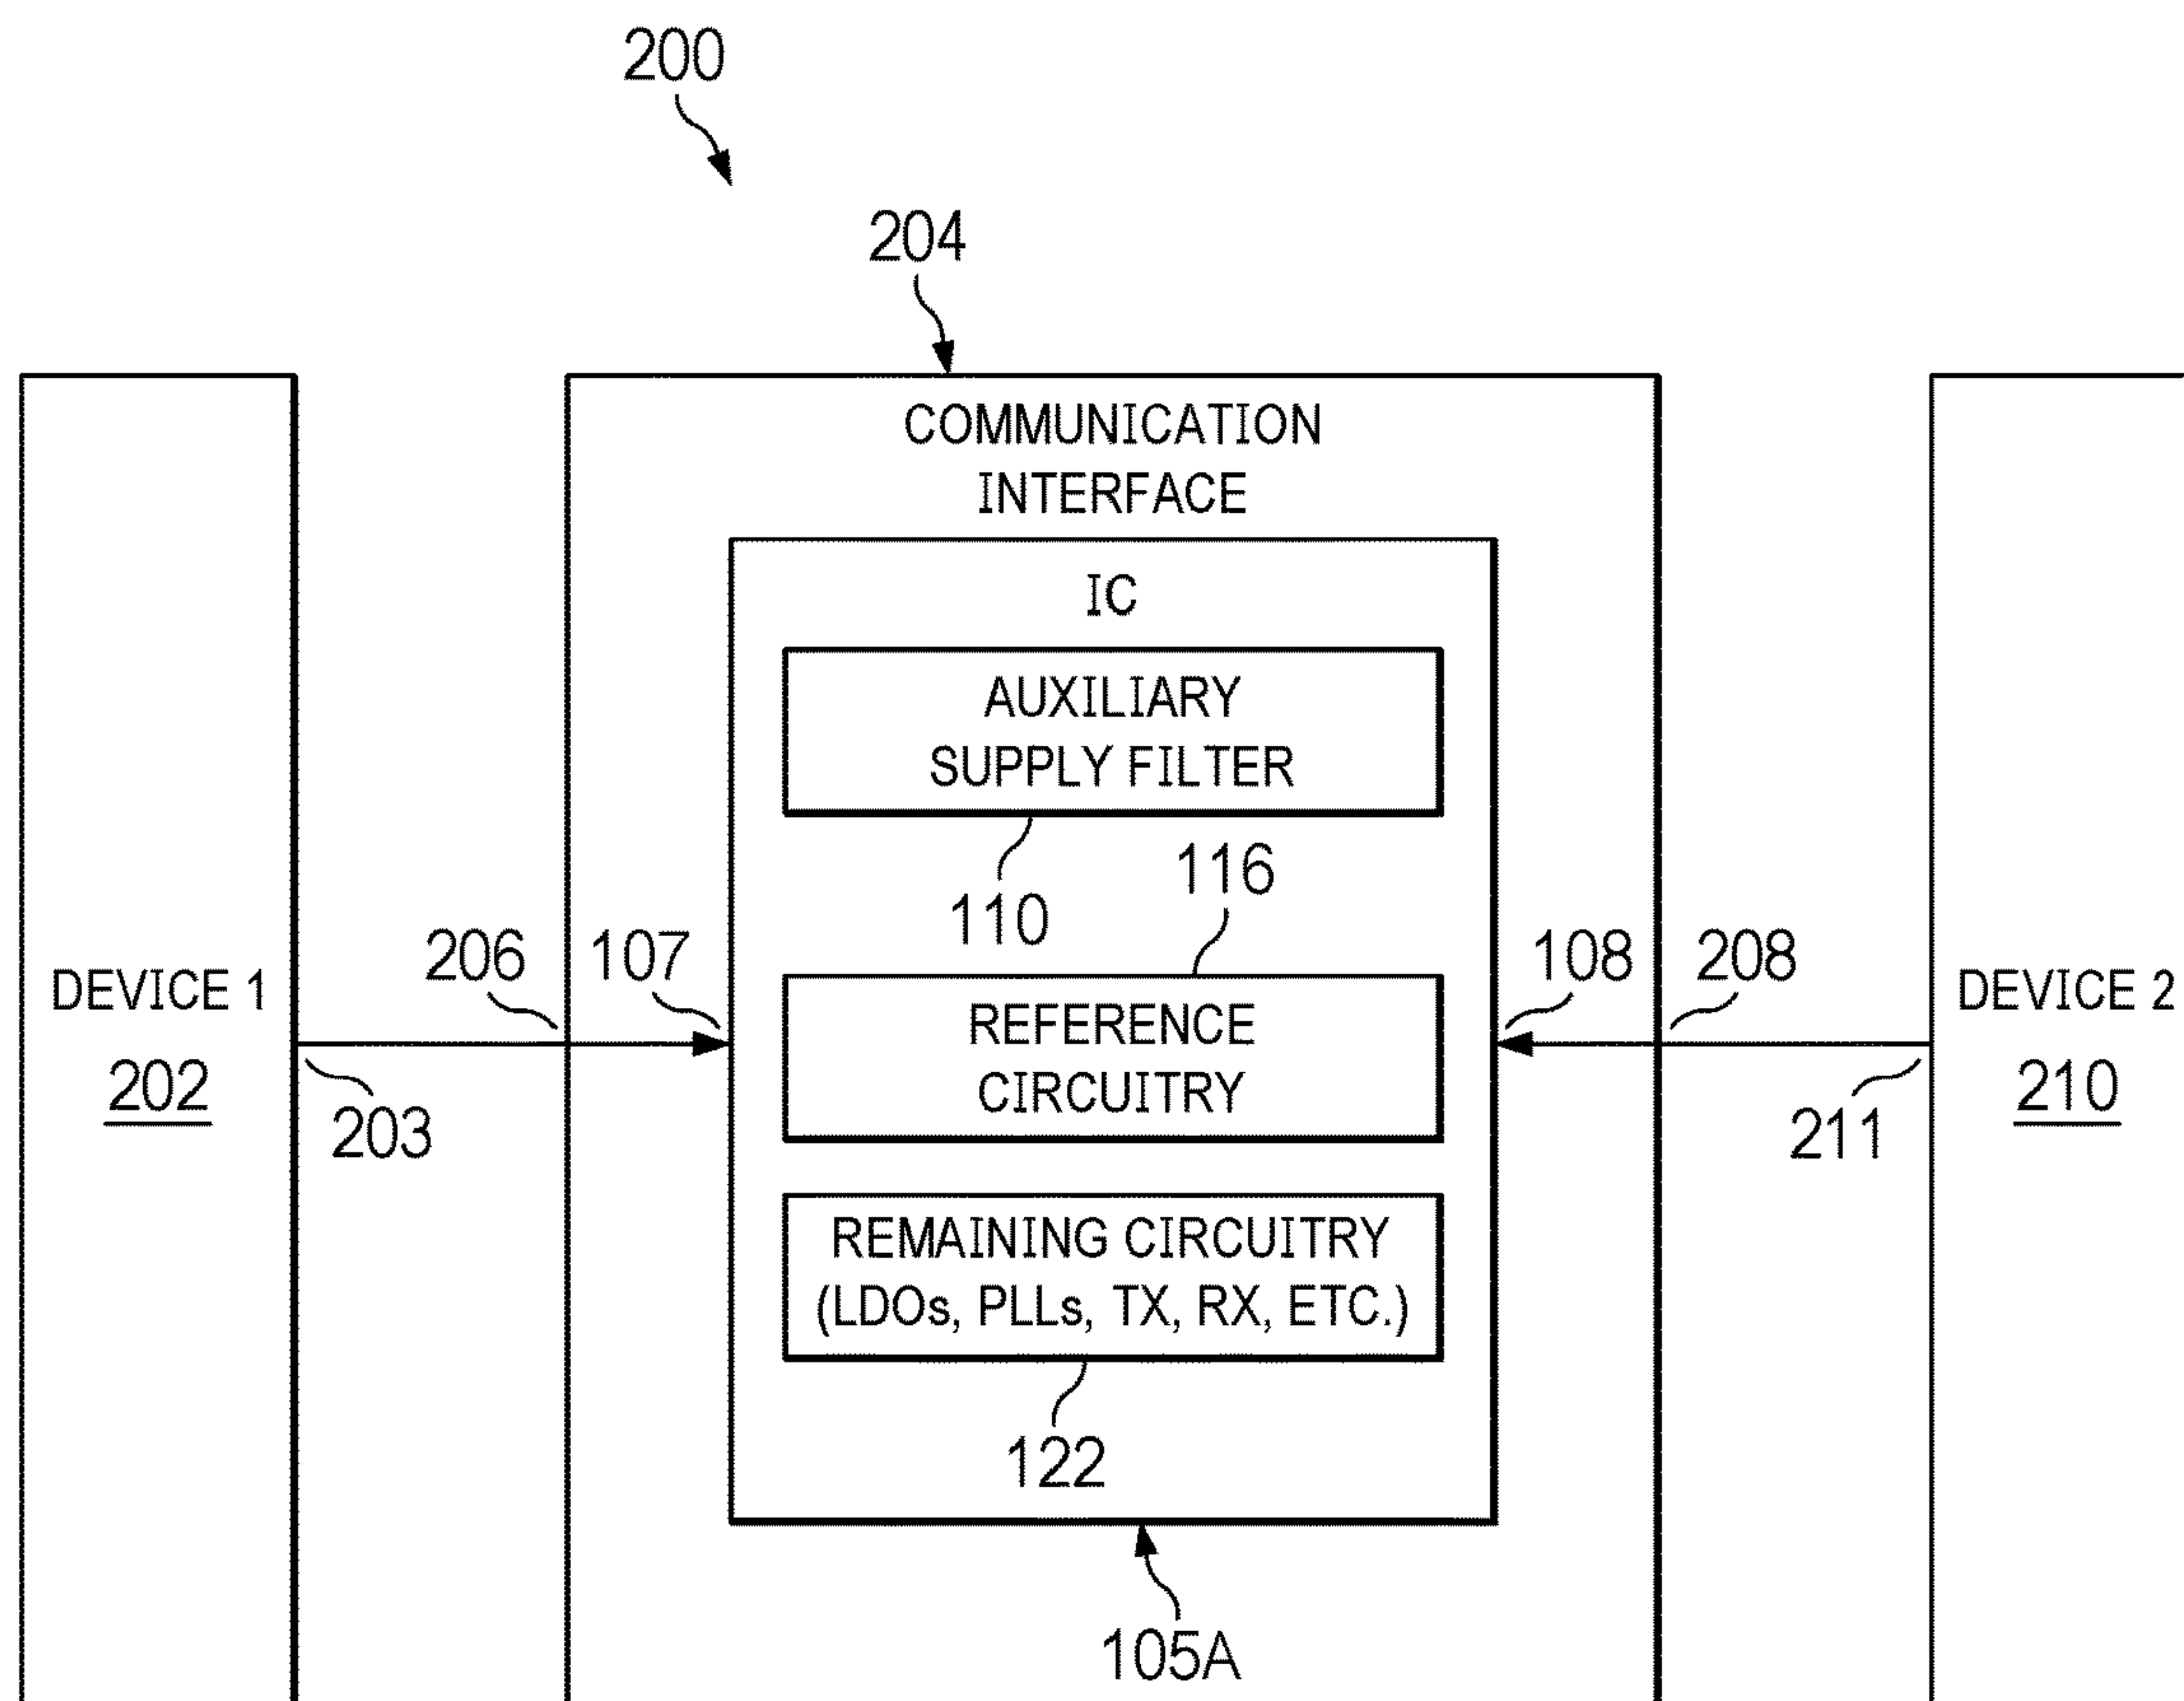 200
204
COMMUNICATION
INTERFACE
IC
AUXILIARY
SUPPLY FILTER
110
116
206
107
108
208
DEVICE 1
202
203
REFERENCE
CIRCUITRY
DEVICE 2
210
211
REMAINING CIRCUITRY
(LDOs, PLLs, TX, RX, ETC.)
122
105A